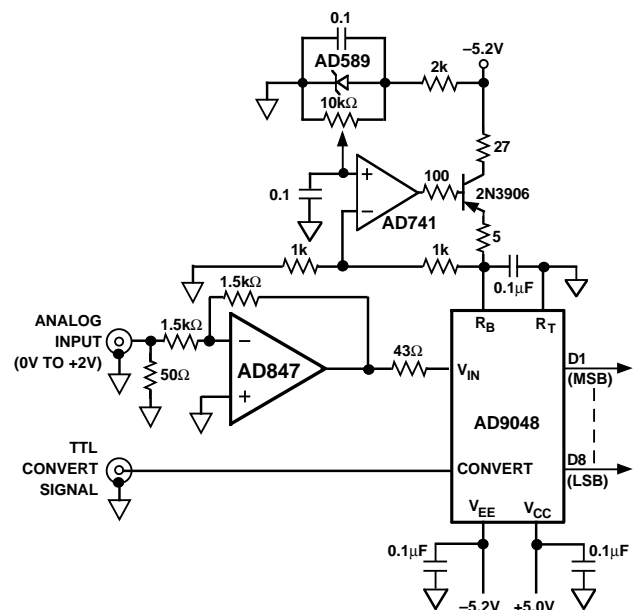 0.1
–5.2V
AD589
2k
10kΩ
27
100
+
–
0.1
2N3906
AD741
5
1k
1k
0.1µF
1.5kΩ
R_B
R_T
ANALOG
INPUT
(0V TO +2V)
1.5kΩ
–
D1
(MSB)
43Ω
V_IN
AD847
50Ω
+
AD9048
TTL
CONVERT
SIGNAL
D8
(LSB)
CONVERT
V_EE
V_CC
0.1µF
0.1µF
–5.2V
+5.0V